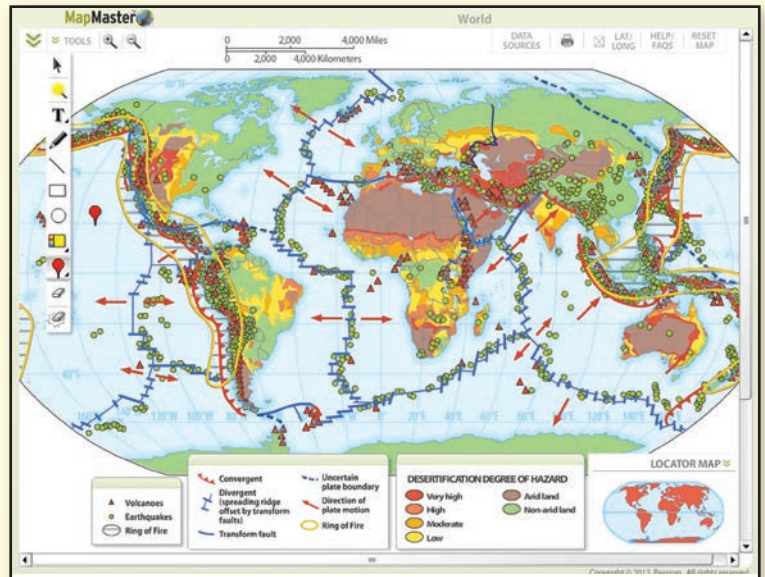 MapMaster
World
TOOLS
0 2,000 4,000 Miles
0 2,000 4,000 Kilometers
DATA SOURCES
LAT/ LONG
HELP/ FAQS
RESET MAP
T
80°N
40°S
160°W
140°W
120°W
100°W
80°W
0°
20°E
40°E
60°E
80°E
100°E
120°E
140°E
Volcanoes
Earthquakes
Ring of Fire
Convergent
Divergent
(spreading ridge
offset by transform
faults)
Transform fault
Uncertain
plate boundary
Direction of
plate motion
Ring of Fire
DESERTIFICATION DEGREE OF HAZARD
Very high
High
Moderate
Low
Arid land
Non-arid land
LOCATOR MAP
Copyright © 2013 Pearson. All rights reserved.